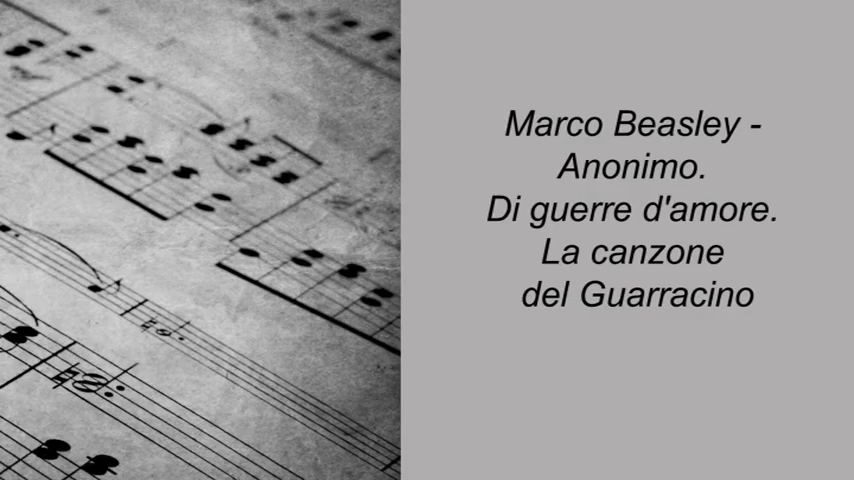 Marco Beasley -
Anonimo.
Di guerre d'amore.
La canzone
del Guarracino